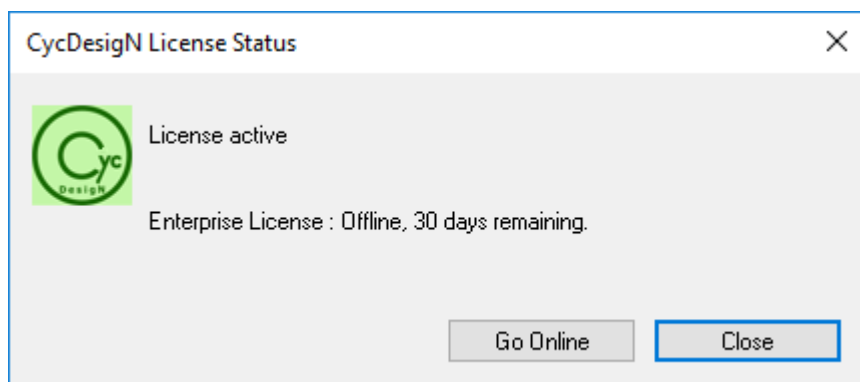 CycDesigN License Status
Cyc
DesigN
License active
Enterprise License : Offline, 30 days remaining.
Go Online
Close